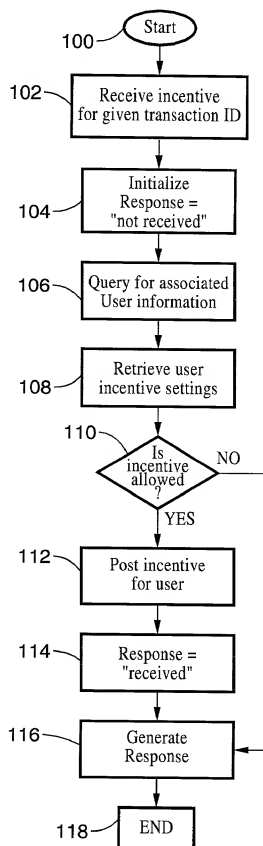 100
Start
102
Receive incentive
for given transaction ID
104
Initialize
Response =
"not received"
106
Query for associated
User information
108
Retrieve user
incentive settings
110
Is
incentive
allowed
?
NO
YES
112
Post incentive
for user
114
Response =
"received"
116
Generate
Response
118
END